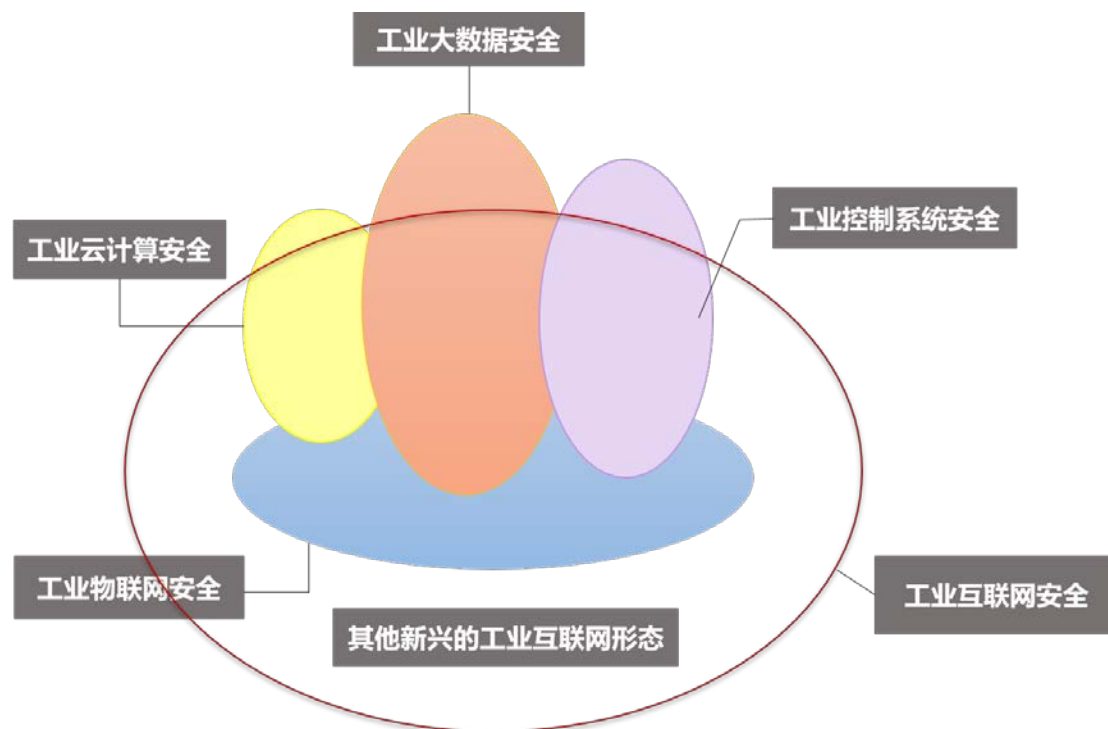 工业大数据安全
工业控制系统安全
工业云计算安全
工业物联网安全
工业互联网安全
其他新兴的工业互联网形态